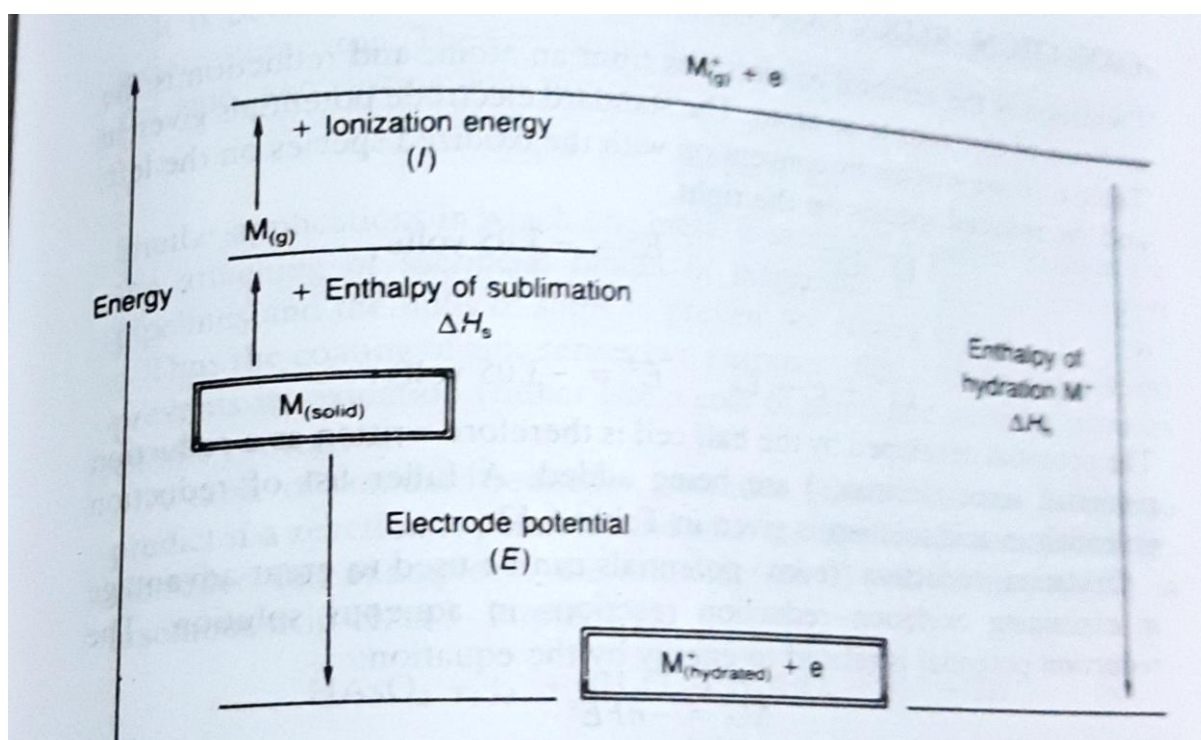 M⁺(g) + e
+ Ionization energy
(I)
M(g)
Energy
+ Enthalpy of sublimation
ΔHₛ
M(solid)
Enthalpy of
hydration M⁺
ΔHₕ
Electrode potential
(E)
M(hydrated) + e